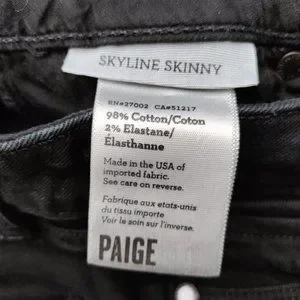 SKYLINE SKINNY
RN#27002 CA#51217
98% Cotton/Coton
2% Elastane/
Élasthanne
Made in the USA of
imported fabric.
See care on reverse.
Fabrique aux etats-unis
du tissu importe
Voir le soin sur l'inverse.
PAIGE